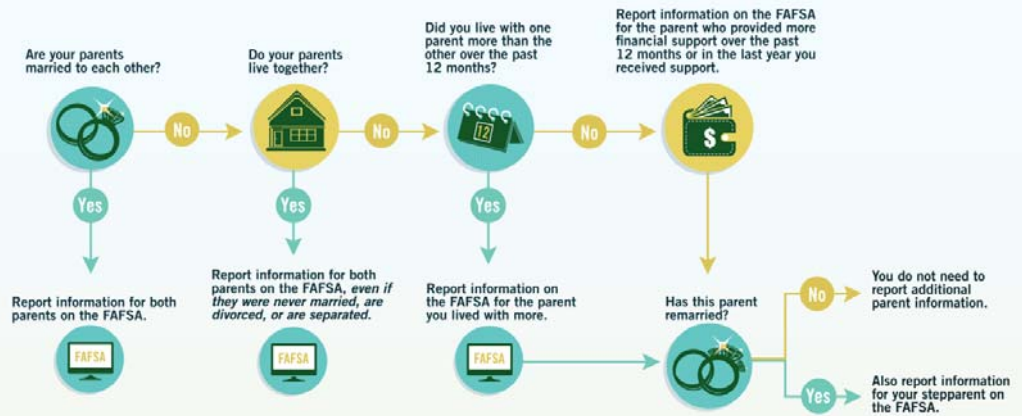 Are your parents
married to each other?
Do your parents
live together?
Did you live with one
parent more than the
other over the past
12 months?
Report information on the FAFSA
for the parent who provided more
financial support over the past
12 months or in the last year you
received support.
No
No
12
No
$
Yes
Yes
Yes
Report information for both
parents on the FAFSA.
FAFSA
Report information for both
parents on the FAFSA, even if
they were never married, are
divorced, or are separated.
FAFSA
Report information on
the FAFSA for the parent
you lived with more.
FAFSA
Has this parent
remarried?
No
You do not need to
report additional
parent information.
Yes
Also report information
for your stepparent on
the FAFSA.